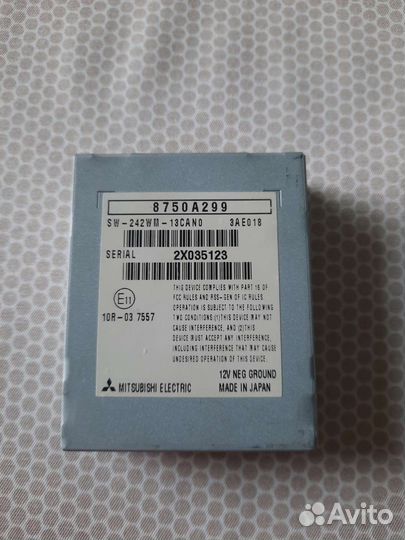 8750A299
SW-242WM-13CAN0 3AE018
SERIAL 2X035123
E11
10R-03 7557
THIS DEVICE COMPLIES WITH PART 15 OF
FCC RULES AND RSS-GEN OF IC RULES
OPERATION IS SUBJECT TO THE FOLLOWING
TWO CONDITIONS:(1)THIS DEVICE MAY NOT
CAUSE INTERFERENCE, AND (2)THIS
DEVICE MUST ACCEPT ANY INTERFERENCE,
INCLUDING INTERFERENCE THAT MAY CAUSE
UNDESIRED OPERATION OF THIS DEVICE.
12V NEG GROUND
MITSUBISHI ELECTRIC MADE IN JAPAN
Avito